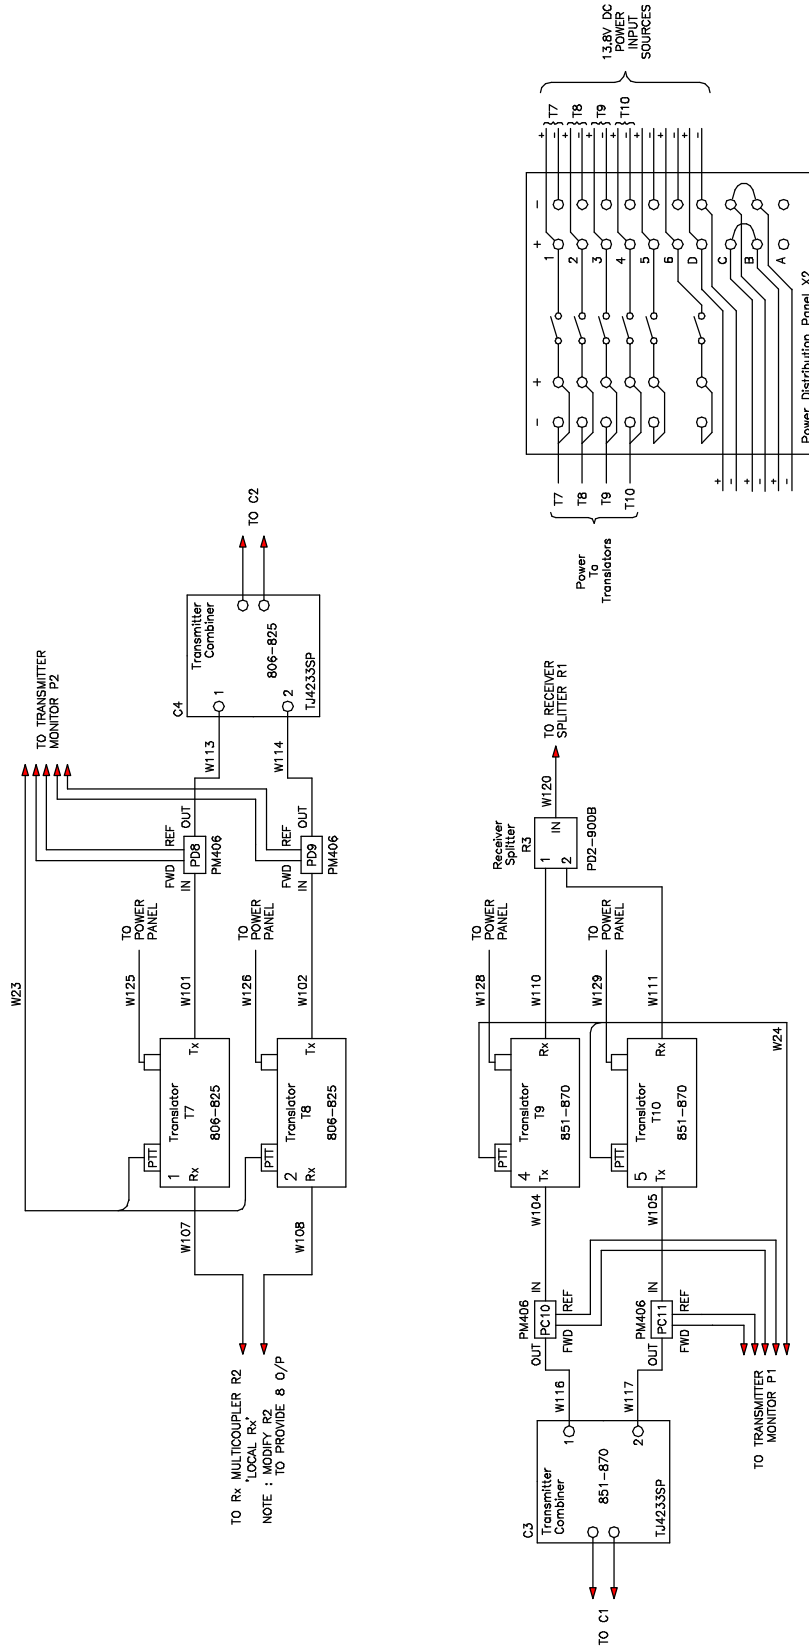 W23
TO TRANSMITTER
MONITOR P2
TO POWER
PANEL
W125
Translator
T7
806-825
PTT
1
Rx
Tx
W107
W101
FWD
REF
IN
OUT
PD8
PM406
W113
TO POWER
PANEL
W126
Translator
T8
806-825
PTT
2
Rx
Tx
W108
W102
FWD
REF
IN
OUT
PD9
PM406
W114
C4
Transmitter
Combiner
806-825
1
2
TJ4233SP
TO C2
TO Rx MULTICOUPLER R2
'LOCAL Rx'
NOTE : MODIFY R2
TO PROVIDE 8 O/P
TO C1
C3
Transmitter
Combiner
851-870
1
2
TJ4233SP
W116
W117
PM406
OUT
IN
PC10
FWD
REF
PM406
OUT
IN
PC11
FWD
REF
TO TRANSMITTER
MONITOR P1
W104
W105
PTT
4
Tx
Translator
T9
851-870
Rx
W128
TO
POWER
PANEL
W110
PTT
5
Tx
Translator
T10
851-870
Rx
W129
TO
POWER
PANEL
W111
W24
Receiver
Splitter
R3
1
2
IN
PD2-900B
W120
TO RECEIVER
SPLITTER R1
Power
To
Translators
T7
T8
T9
T10
- +
+ -
1
2
3
4
5
6
D
C
B
A
+
-
+
-
+
-
Power Distribution Panel X2
+
-
+
-
+
-
+
-
+
-
+
-
+
-
T7
T8
T9
T10
13.8V DC
POWER
INPUT
SOURCES